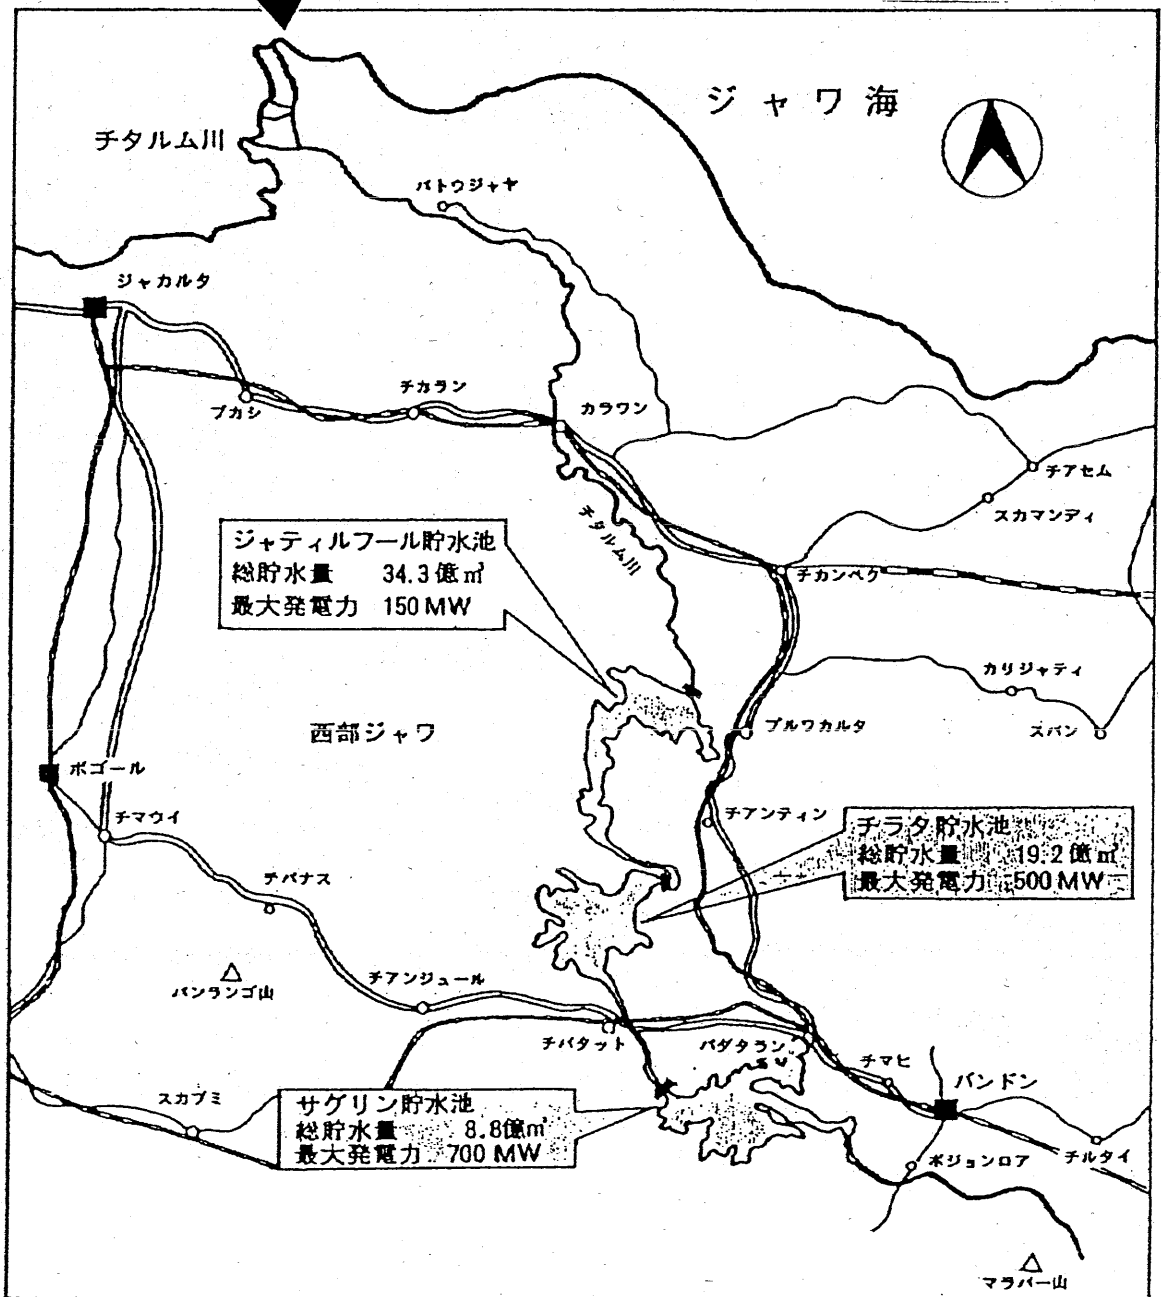 ジャワ海
チタルム川
バトウジャヤ
ジャカルタ
ブカシ
チカラン
カラワン
チアセム
スカマンディ
チタルム川
ジャティルフール貯水池
総貯水量 34.3億㎥
最大発電力 150MW
チカンペク
カリジャティ
スバン
プルワカルタ
西部ジャワ
ボゴール
チマウイ
チアンティン
チラタ貯水池
総貯水量 19.2億㎥
最大発電力 500MW
チパナス
チアンジュール
パンランゴ山
チパタット
パダラン
チマヒ
バンドン
スカブミ
サグリン貯水池
総貯水量 8.8億㎥
最大発電力 700MW
ボジョンロア
チルタイ
マラバー山